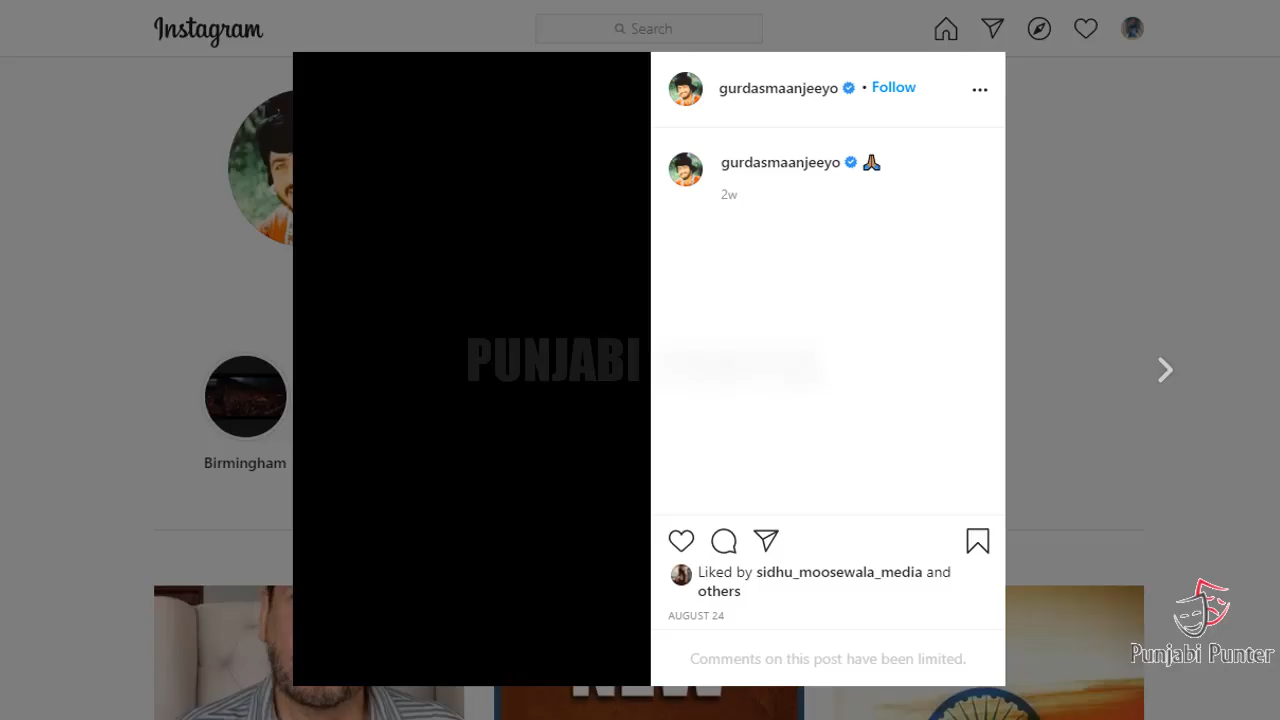 Instagram
Search
gurdasmaanjeeyo • Follow
gurdasmaanjeeyo 🙏
2w
PUNJABI
Birmingham
Liked by sidhu_moosewala_media and
others
AUGUST 24
Comments on this post have been limited.
NEW
Punjabi Punter